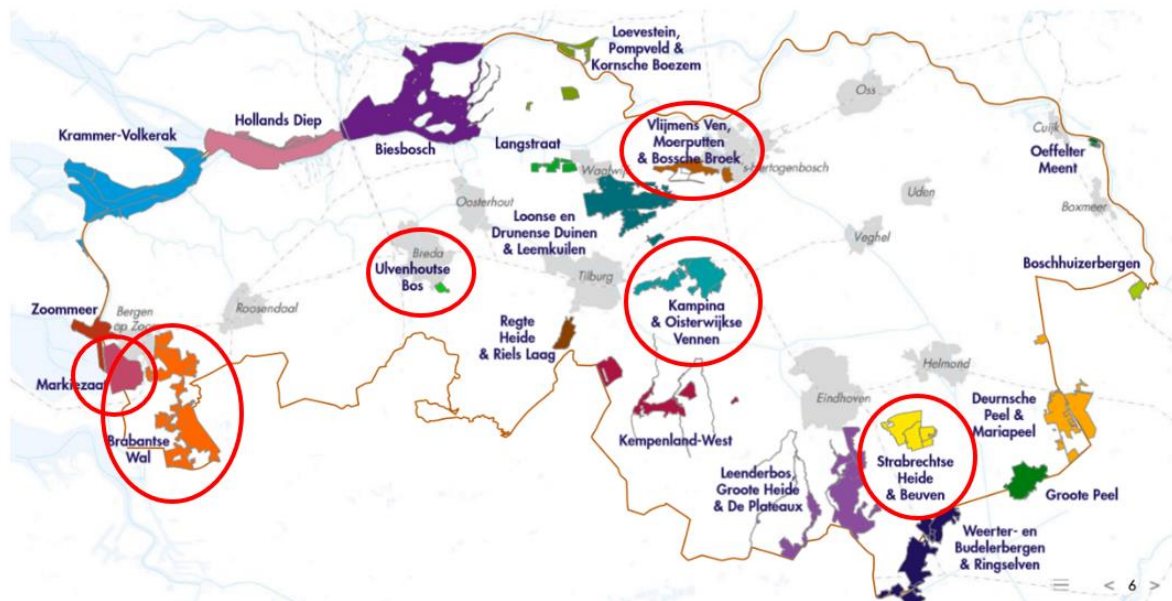 Loevestein,
Pompveld &
Kornsche Boezem
Oss
Krammer-Volkerak
Hollands Diep
Biesbosch
Langstraat
Waalwijk
Vlijmens Ven,
Moerputten
& Bossche Broek
's-Hertogenbosch
Cuijk
Oeffelter
Meent
Boxmeer
Uden
Oosterhout
Loonse en
Drunense Duinen
& Leemkuilen
Veghel
Breda
Ulvenhoutse
Bos
Tilburg
Kampina
& Oisterwijkse
Vennen
Boschhuizerbergen
Zoommeer
Bergen
op Zoom
Roosendaal
Regte
Heide
& Riels Laag
Markiezaat
Brabantse
Wal
Helmond
Eindhoven
Deurnsche
Peel &
Mariapeel
Kempenland-West
Strabrechtse
Heide
& Beuven
Leenderbos,
Groote Heide
& De Plateaux
Groote Peel
Weerter- en
Budelerbergen
& Ringselven
< 6 >